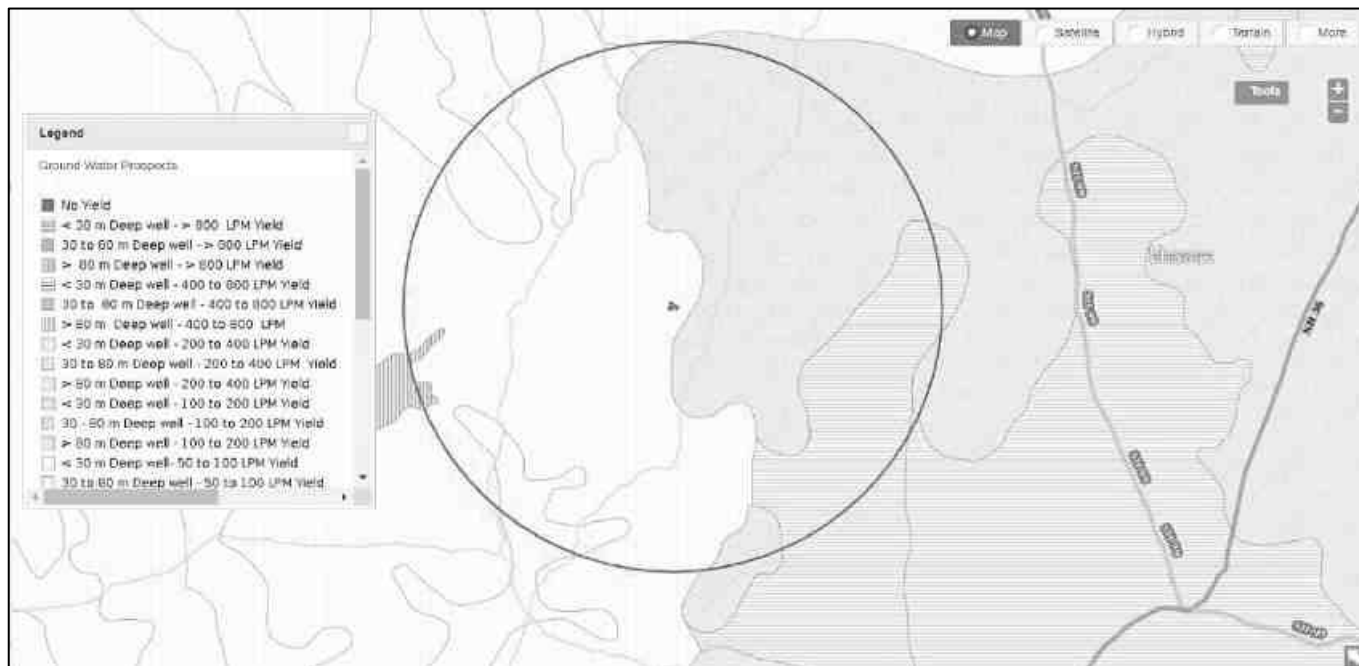 Map Satellite Hybrid Terrain More
Tools
+
−
Legend
Ground Water Prospects
No Yield
< 30 m Deep well - > 800 LPM Yield
30 to 80 m Deep well - > 800 LPM Yield
> 80 m Deep well - > 800 LPM Yield
< 30 m Deep well - 400 to 800 LPM Yield
30 to 80 m Deep well - 400 to 800 LPM Yield
> 80 m Deep well - 400 to 800 LPM
< 30 m Deep well - 200 to 400 LPM Yield
30 to 80 m Deep well - 200 to 400 LPM Yield
> 80 m Deep well - 200 to 400 LPM Yield
< 30 m Deep well - 100 to 200 LPM Yield
30 - 80 m Deep well - 100 to 200 LPM Yield
> 80 m Deep well - 100 to 200 LPM Yield
< 30 m Deep well- 50 to 100 LPM Yield
30 to 80 m Deep well - 50 to 100 LPM Yield
4